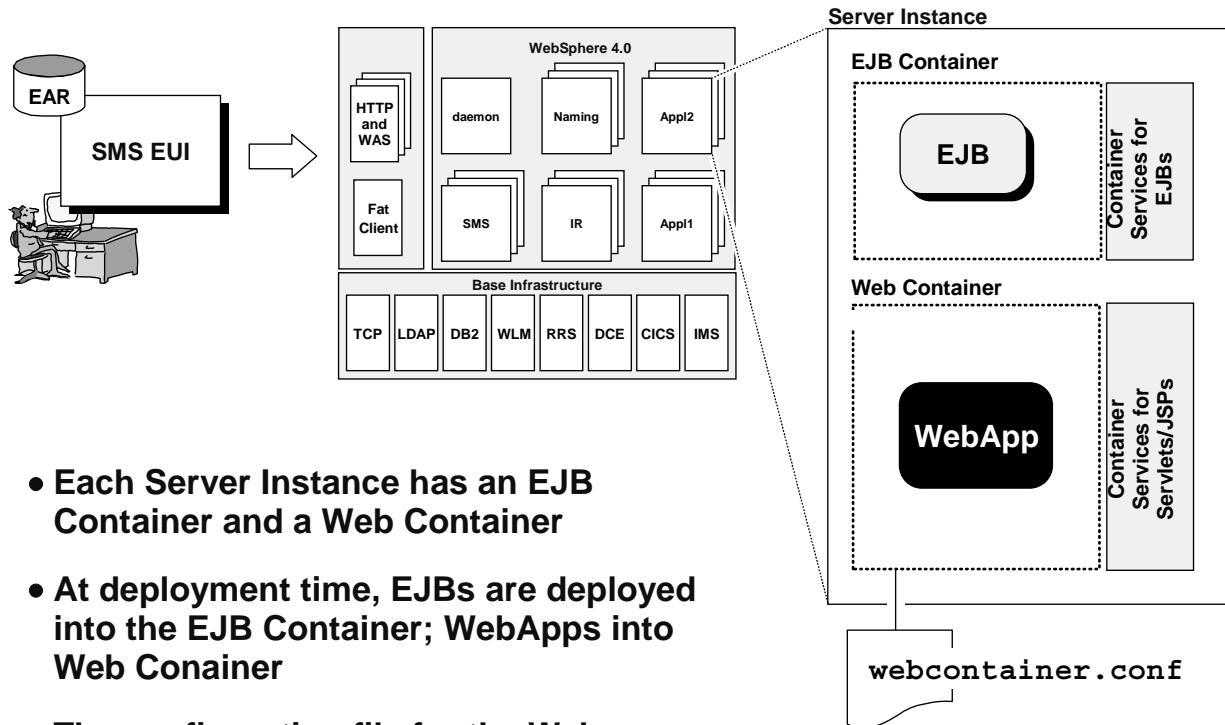 Server Instance
EAR
SMS EUI
HTTP
and
WAS
Fat
Client
WebSphere 4.0
daemon
Naming
Appl2
SMS
IR
Appl1
Base Infrastructure
TCP
LDAP
DB2
WLM
RRS
DCE
CICS
IMS
EJB Container
EJB
Container
Services for
EJBs
Web Container
WebApp
Container
Services for
Servlets/JSPs
webcontainer.conf
• Each Server Instance has an EJB
Container and a Web Container
• At deployment time, EJBs are deployed
into the EJB Container; WebApps into
Web Conainer